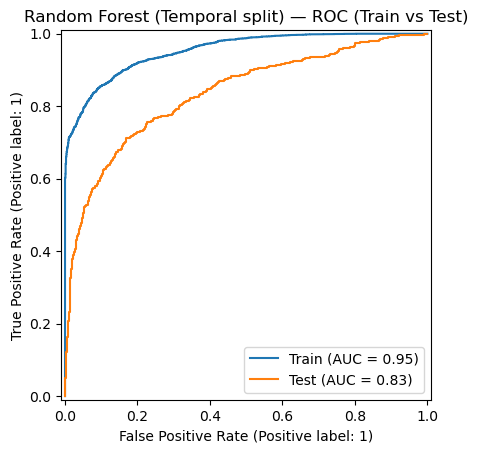 Random Forest (Temporal split) — ROC (Train vs Test)
1.0
0.8
0.6
0.4
0.2
0.0
True Positive Rate (Positive label: 1)
Train (AUC = 0.95)
Test (AUC = 0.83)
0.0 0.2 0.4 0.6 0.8 1.0
False Positive Rate (Positive label: 1)